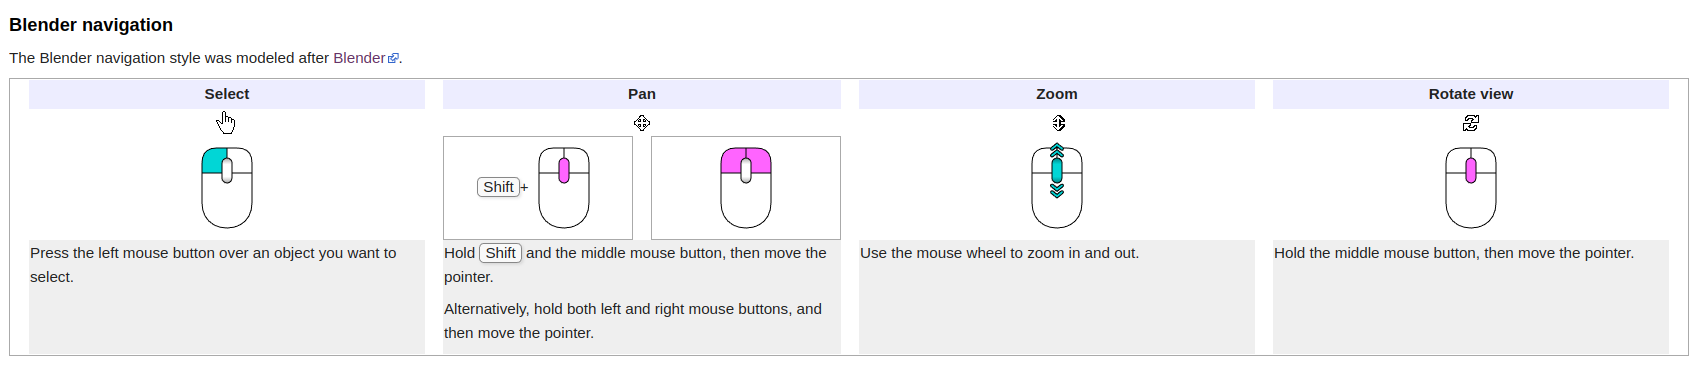 Blender navigation
The Blender navigation style was modeled after Blender.
Select
Pan
Zoom
Rotate view
Shift+
Press the left mouse button over an object you want to
select.
Hold Shift and the middle mouse button, then move the
pointer.
Alternatively, hold both left and right mouse buttons, and
then move the pointer.
Use the mouse wheel to zoom in and out.
Hold the middle mouse button, then move the pointer.